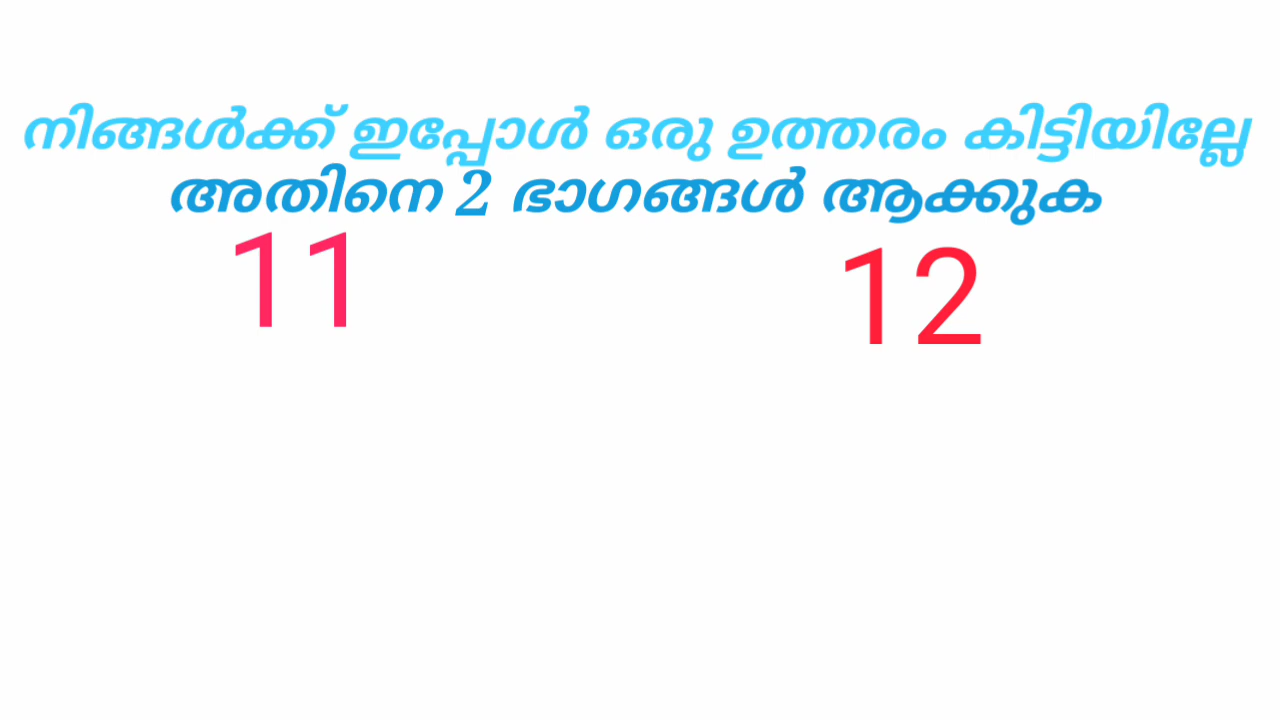 നിങ്ങൾക്ക് ഇപ്പോൾ ഒരു ഉത്തരം കിട്ടിയില്ലേ
അതിനെ 2 ഭാഗങ്ങൾ ആക്കുക
11 12